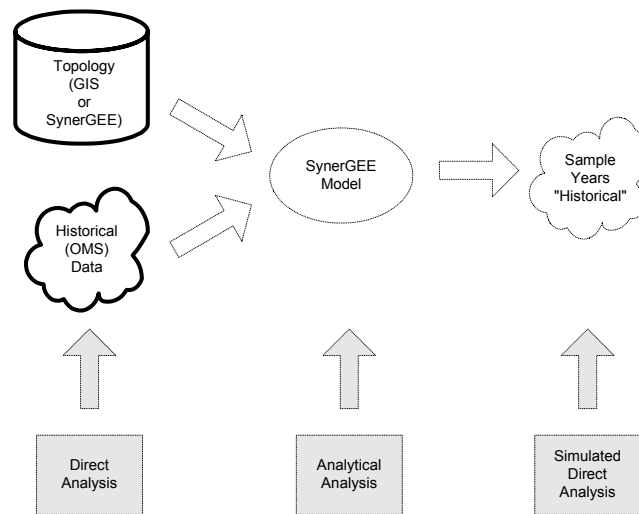 Topology
(GIS
or
SynerGEE)
Historical
(OMS)
Data
SynerGEE
Model
Sample
Years
"Historical"
Direct
Analysis
Analytical
Analysis
Simulated
Direct
Analysis